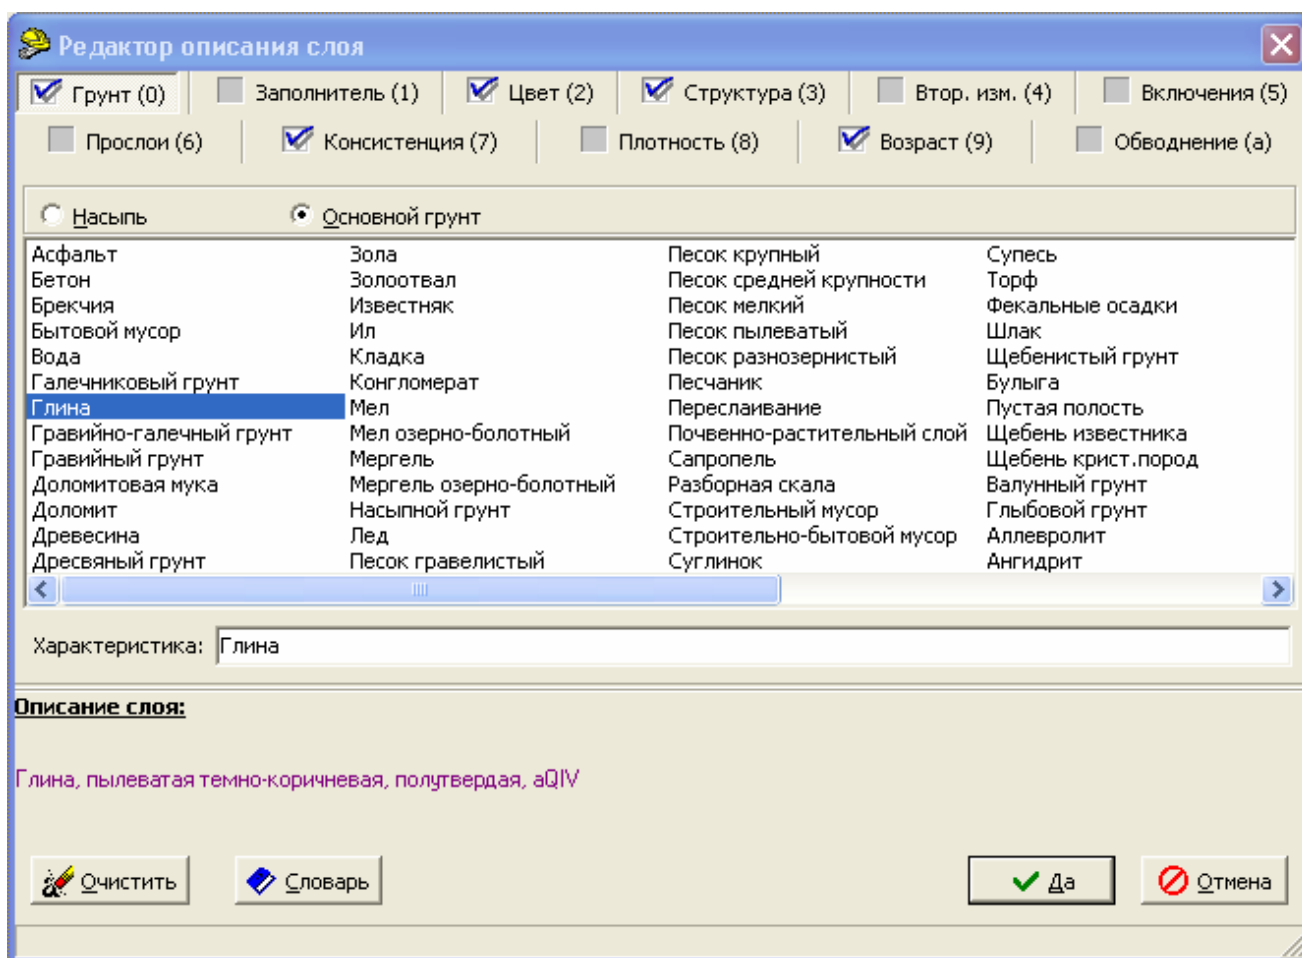 Редактор описания слоя
Грунт (0) Заполнитель (1) Цвет (2) Структура (3) Втор. изм. (4) Включения (5)
Прослои (6) Консистенция (7) Плотность (8) Возраст (9) Обводнение (а)
Насыпь Основной грунт
Асфальт Зола Песок крупный Супесь
Бетон Золоотвал Песок средней крупности Торф
Брекчия Известняк Песок мелкий Фекальные осадки
Бытовой мусор Ил Песок пылеватый Шлак
Вода Кладка Песок разнозернистый Щебенистый грунт
Галечниковый грунт Конгломерат Песчаник Булыга
Глина Мел Переслаивание Пустая полость
Гравийно-галечный грунт Мел озерно-болотный Почвенно-растительный слой Щебень известника
Гравийный грунт Мергель Сапропель Щебень крист.пород
Доломитовая мука Мергель озерно-болотный Разборная скала Валунный грунт
Доломит Насыпной грунт Строительный мусор Глыбовой грунт
Древесина Лед Строительно-бытовой мусор Аллевролит
Дресвяный грунт Песок гравелистый Суглинок Ангидрит
Характеристика: Глина
Описание слоя:
Глина, пылеватая темно-коричневая, полутвердая, aQIV
Очистить Словарь Да Отмена